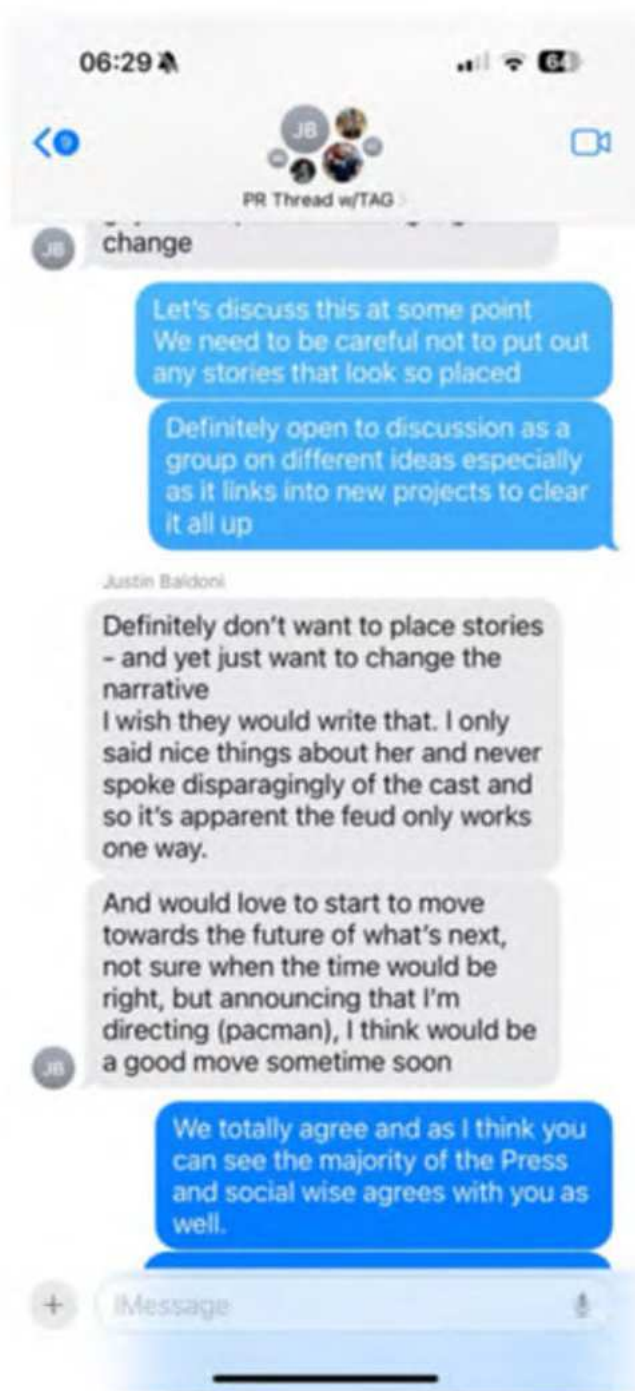 06:29
64
9
JB
PR Thread w/TAG
change
JB
Let's discuss this at some point
We need to be careful not to put out
any stories that look so placed
Definitely open to discussion as a
group on different ideas especially
as it links into new projects to clear
it all up
Justin Baldoni
Definitely don't want to place stories
– and yet just want to change the
narrative
I wish they would write that. I only
said nice things about her and never
spoke disparagingly of the cast and
so it's apparent the feud only works
one way.
And would love to start to move
towards the future of what's next,
not sure when the time would be
right, but announcing that I'm
directing (pacman), I think would be
a good move sometime soon
JB
We totally agree and as I think you
can see the majority of the Press
and social wise agrees with you as
well.
iMessage